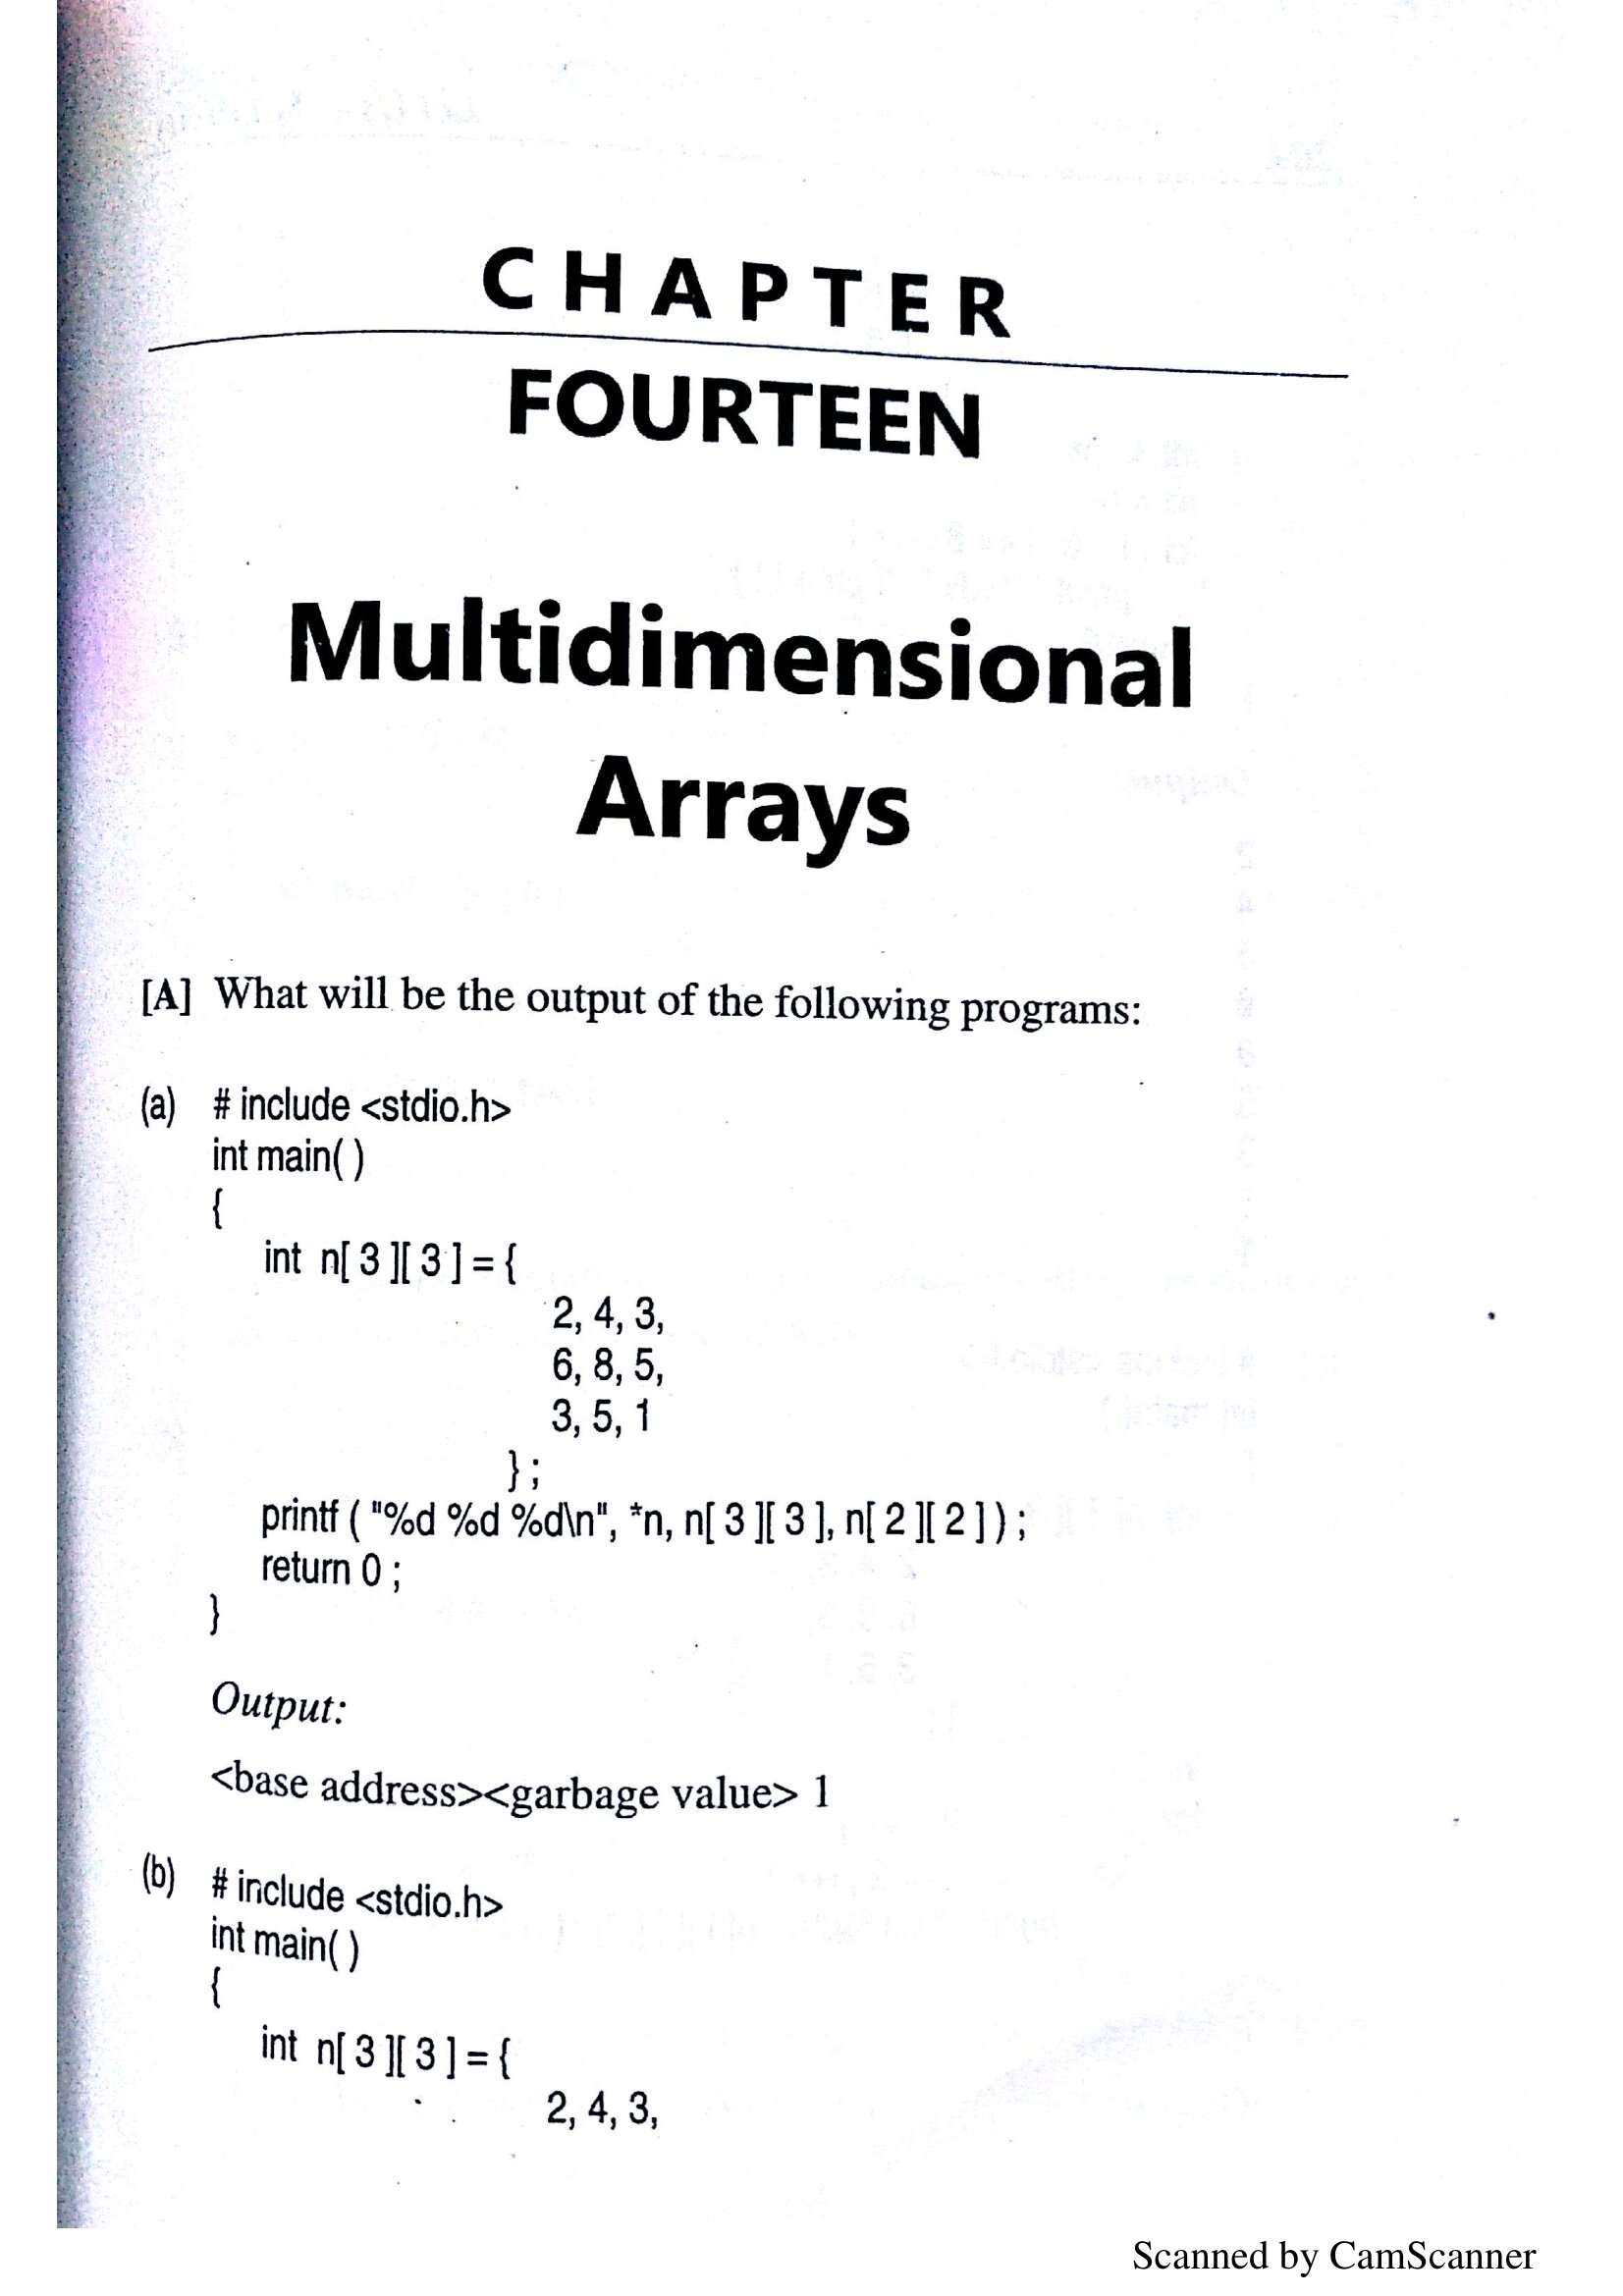 CHAPTER
FOURTEEN
Multidimensional
Arrays
[A] What will be the output of the following programs:
(a) # include <stdio.h>
int main( )
{
int n[ 3 ][ 3 ] = {
2, 4, 3,
6, 8, 5,
3, 5, 1
} ;
printf ( "%d %d %d\n", *n, n[ 3 ][ 3 ], n[ 2 ][ 2 ] ) ;
return 0 ;
}
Output:
<base address><garbage value> 1
(b) # include <stdio.h>
int main( )
{
int n[ 3 ][ 3 ] = {
2, 4, 3,
Scanned by CamScanner